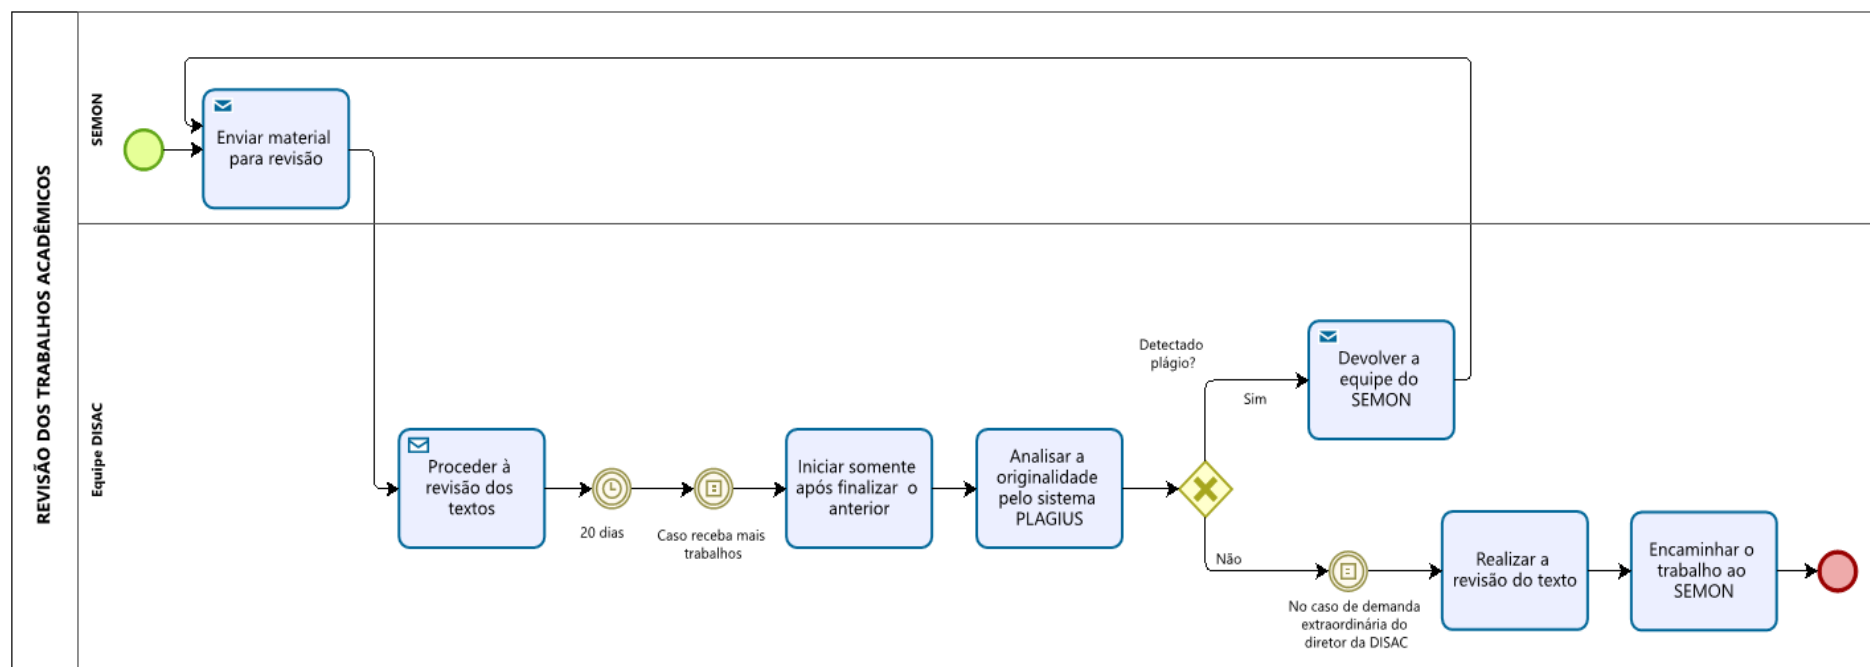 REVISÃO DOS TRABALHOS ACADÊMICOS
SEMON
Enviar material
para revisão
Equipe DISAC
Proceder à
revisão dos
textos
20 dias
Caso receba mais
trabalhos
Iniciar somente
após finalizar o
anterior
Analisar a
originalidade
pelo sistema
PLAGIUS
Detectado
plágio?
Sim
Devolver a
equipe do
SEMON
Não
No caso de demanda
extraordinária do
diretor da DISAC
Realizar a
revisão do texto
Encaminhar o
trabalho ao
SEMON